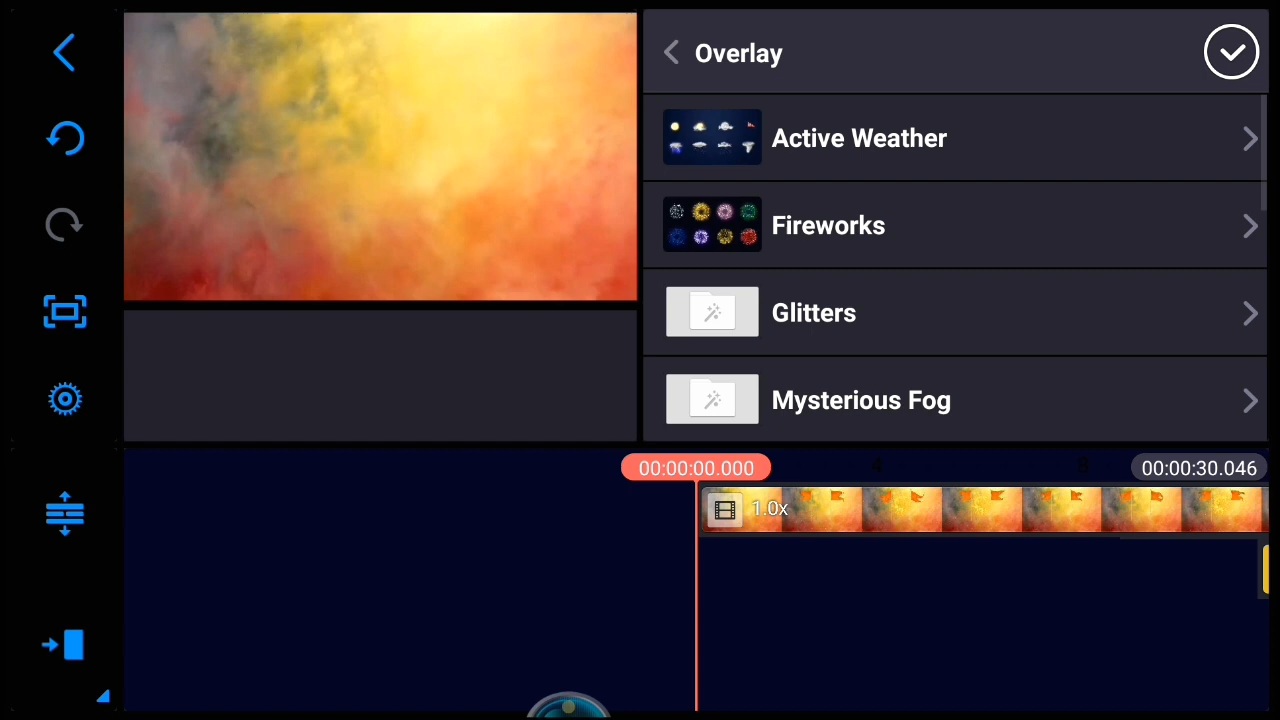 Overlay
Active Weather
Fireworks
Glitters
Mysterious Fog
00:00:00.000
4
8
00:00:30.046
1.0x